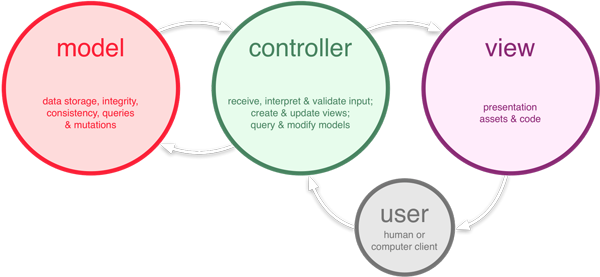 model
data storage, integrity,
consistency, queries
& mutations
controller
receive, interpret & validate input;
create & update views;
query & modify models
view
presentation
assets & code
user
human or
computer client